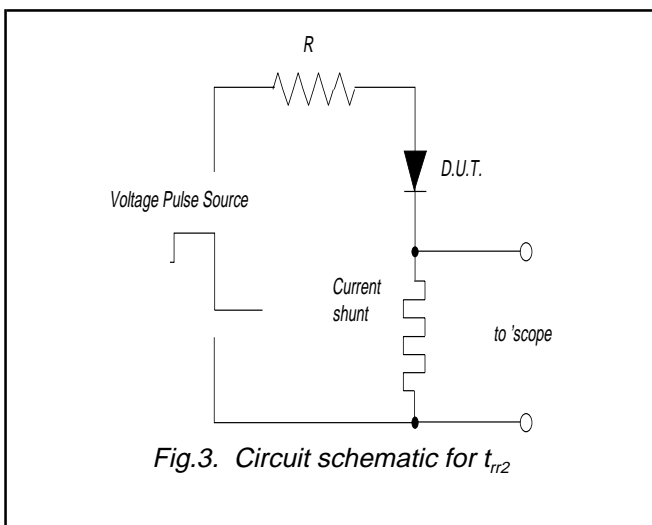 R
D.U.T.
Voltage Pulse Source
Current
shunt
to 'scope
Fig.3. Circuit schematic for trr2